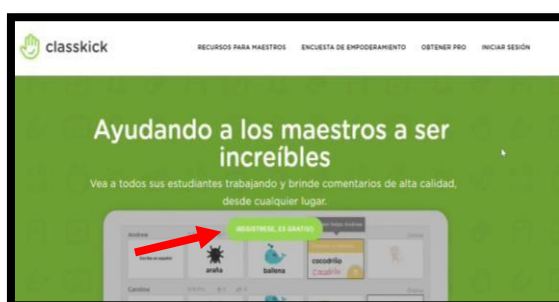 classkick
RECURSOS PARA MAESTROS ENCUESTA DE EMPODERAMIENTO OBTENER PRO INICIAR SESIÓN
Ayudando a los maestros a ser
increíbles
Vea a todos sus estudiantes trabajando y brinde comentarios de alta calidad,
desde cualquier lugar.
Andrew
¡REGÍSTRESE, ES GRATIS!
araña
ballena
cocodrilo
Cocodrilo
Carolina